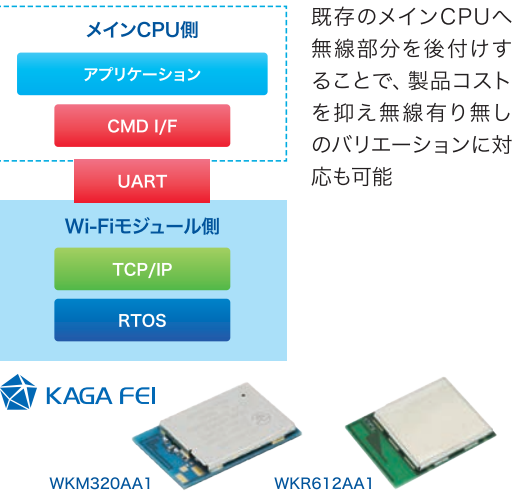 メインCPU側
アプリケーション
CMD I/F
UART
Wi-Fiモジュール側
TCP/IP
RTOS
既存のメインCPUへ
無線部分を後付けす
ることで、製品コスト
を抑え無線有り無し
のバリエーションに対
応も可能
KAGA FEI
WKM320AA1
WKR612AA1